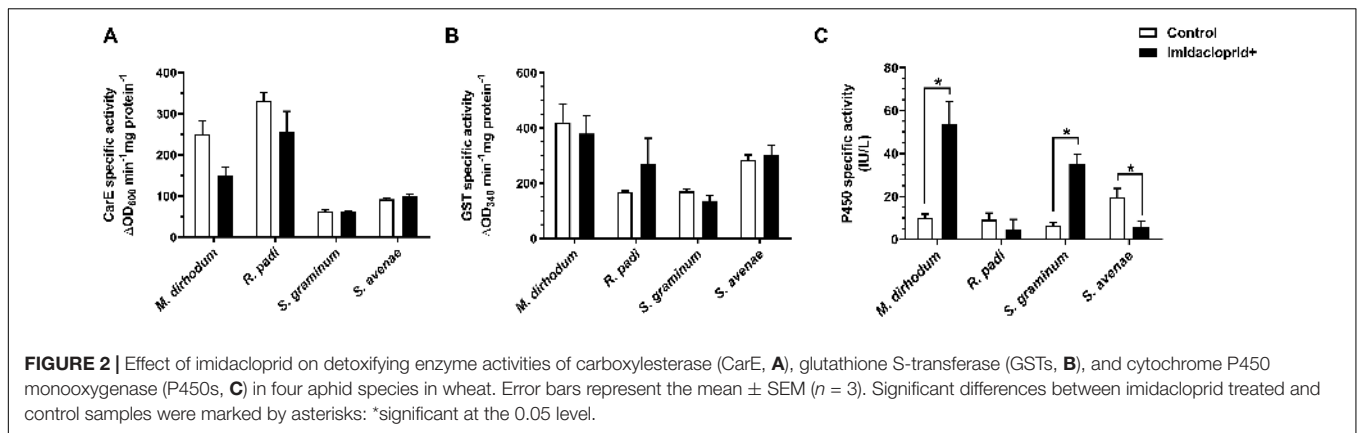 A
CarE specific activity
ΔOD600 min-1mg protein-1
400
300
200
100
0
M. dirhodum
R. padi
S. graminum
S. avenae
B
GST specific activity
ΔOD340 min-1mg protein-1
600
400
200
0
M. dirhodum
R. padi
S. graminum
S. avenae
C
Control
Imidacloprid+
P450 specific activity
(IU/L)
80
60
40
20
0
*
*
*
M. dirhodum
R. padi
S. graminum
S. avenae
FIGURE 2 | Effect of imidacloprid on detoxifying enzyme activities of carboxylesterase (CarE, A), glutathione S-transferase (GSTs, B), and cytochrome P450
monooxygenase (P450s, C) in four aphid species in wheat. Error bars represent the mean ± SEM (n = 3). Significant differences between imidacloprid treated and
control samples were marked by asterisks: *significant at the 0.05 level.